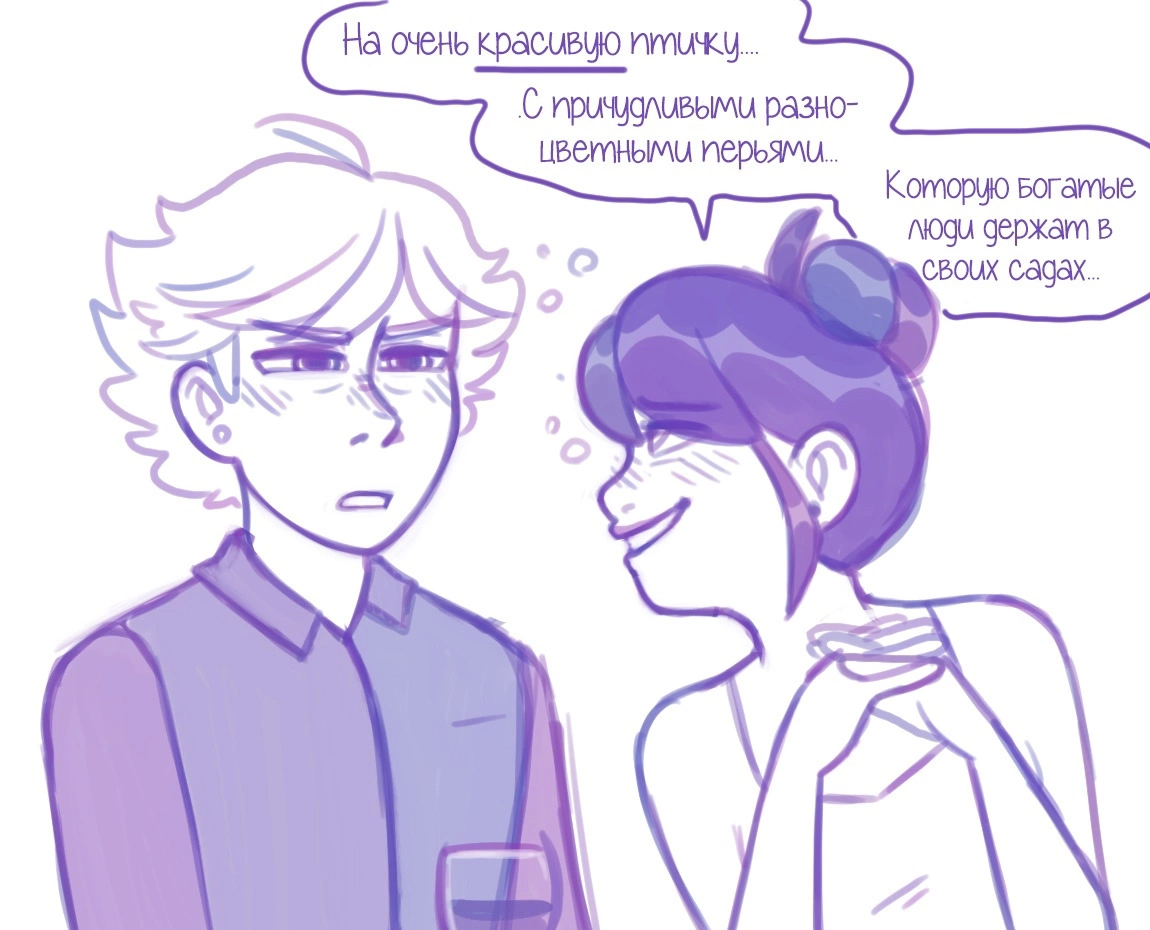 На очень красивую птичку....
.С причудливыми разно-
цветными перьями...
Которую богатые
люди держат в
своих садах...